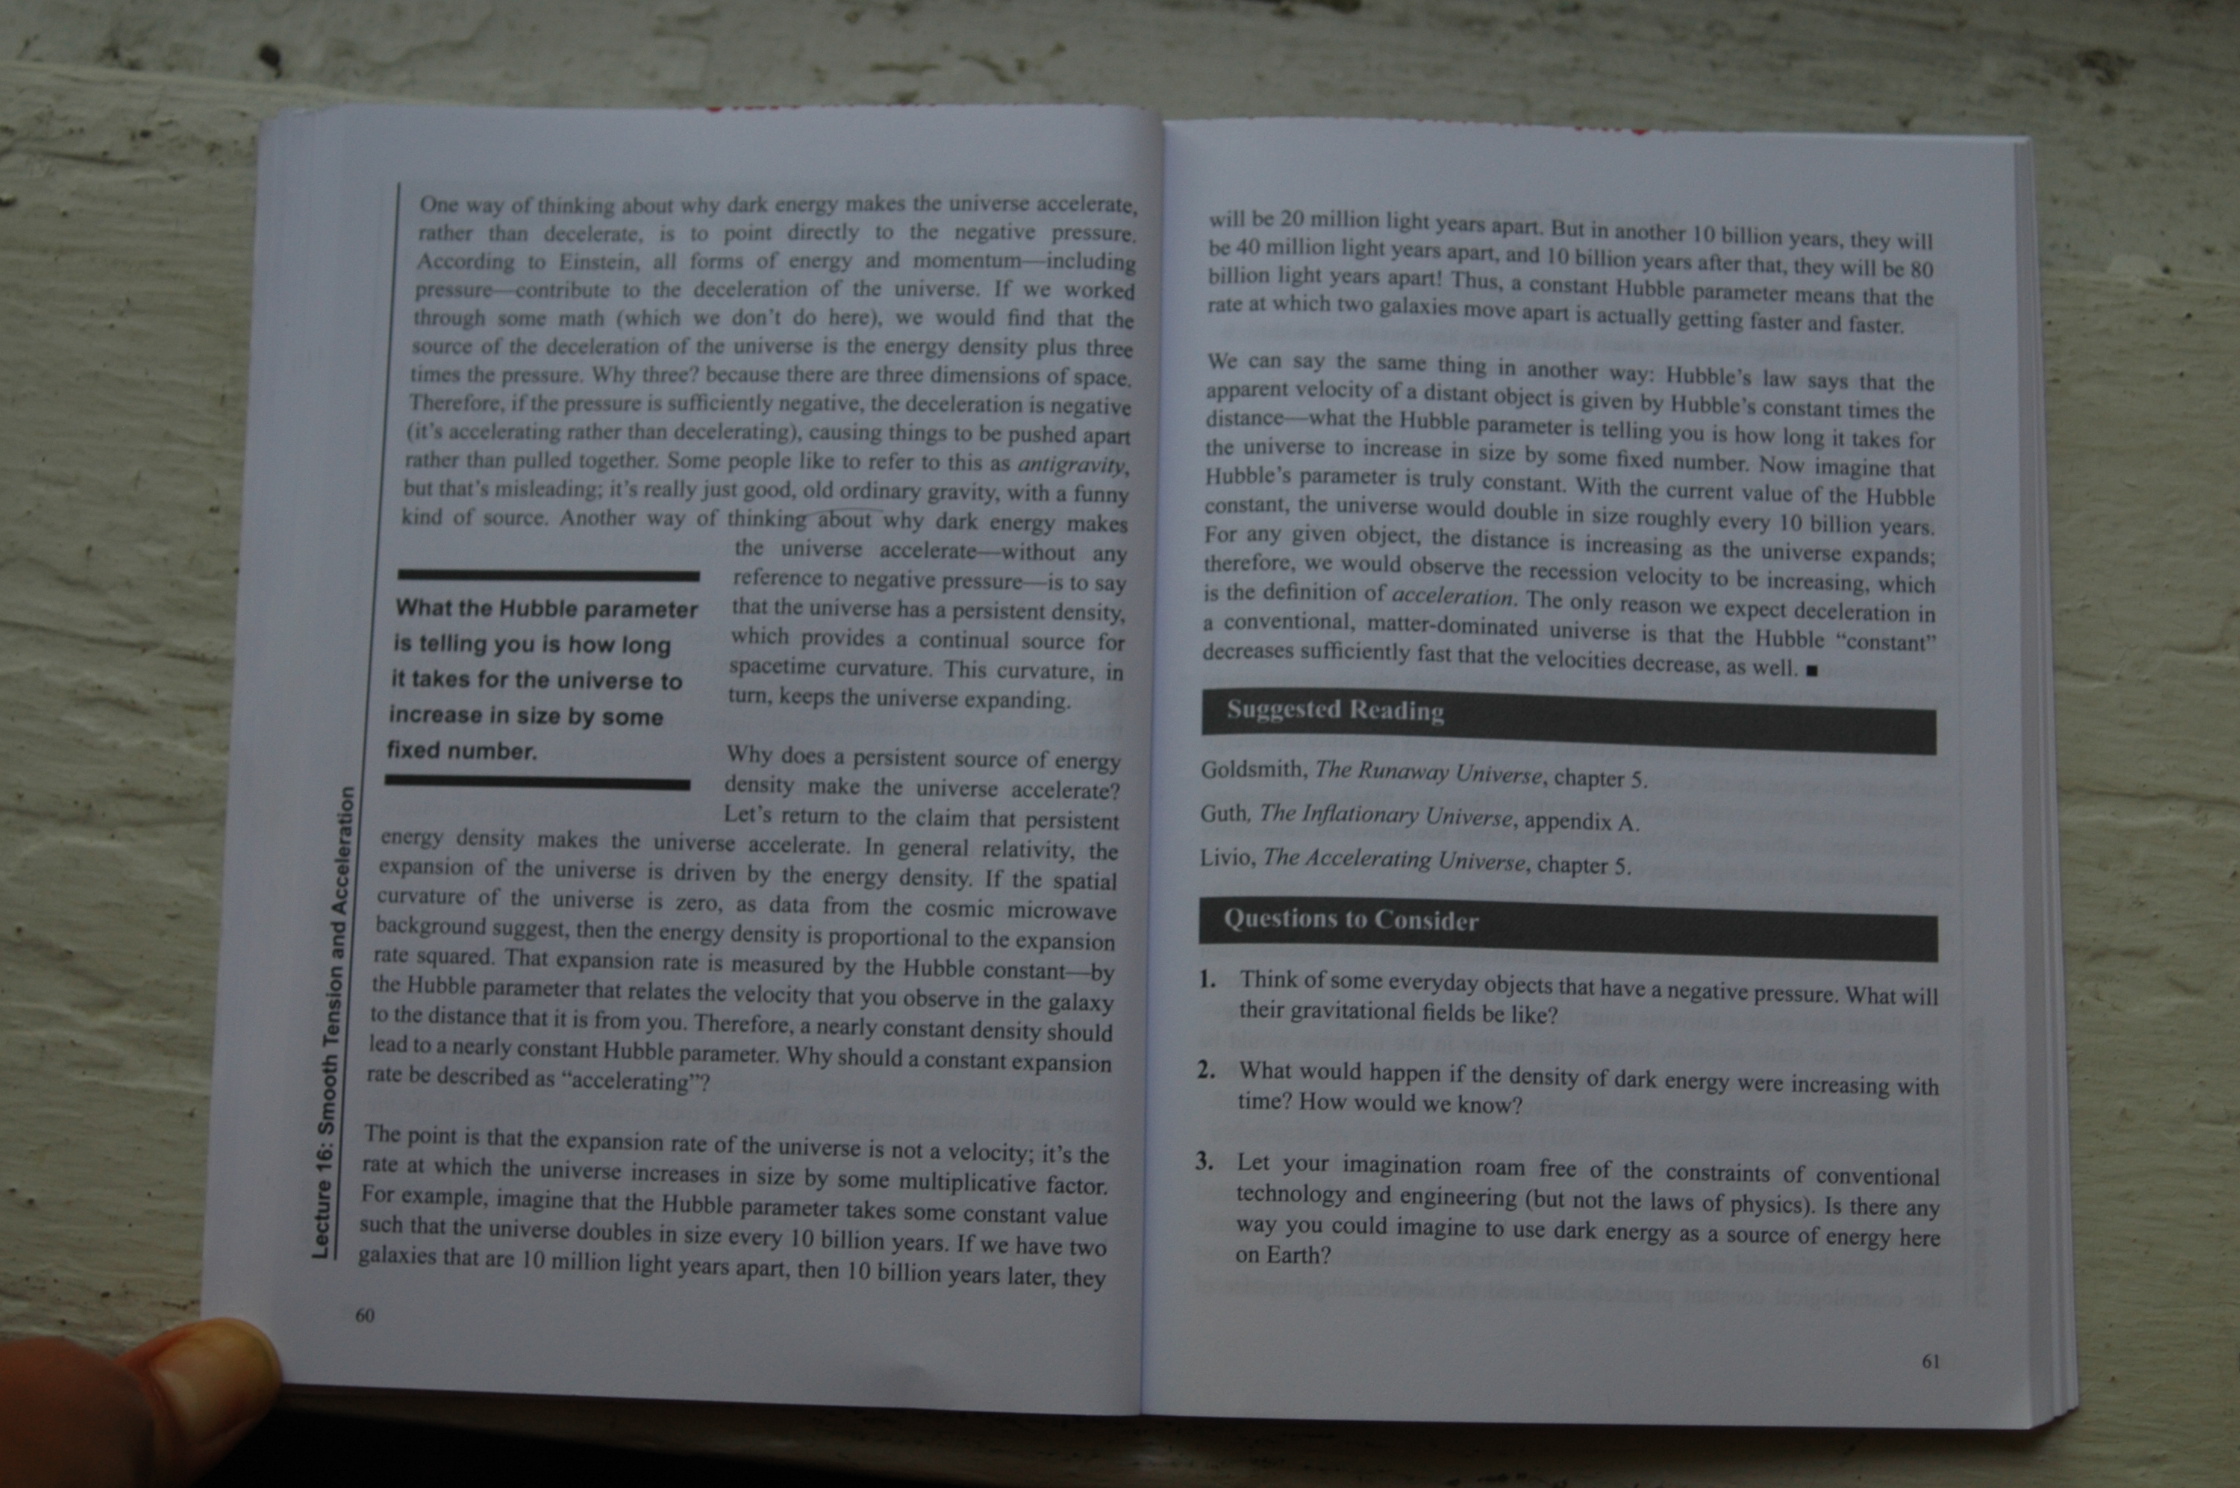 One way of thinking about why dark energy makes the universe accelerate,
rather than decelerate, is to point directly to the negative pressure.
According to Einstein, all forms of energy and momentum—including
pressure—contribute to the deceleration of the universe. If we worked
through some math (which we don't do here), we would find that the
source of the deceleration of the universe is the energy density plus three
times the pressure. Why three? because there are three dimensions of space.
Therefore, if the pressure is sufficiently negative, the deceleration is negative
(it's accelerating rather than decelerating), causing things to be pushed apart
rather than pulled together. Some people like to refer to this as antigravity,
but that's misleading; it's really just good, old ordinary gravity, with a funny
kind of source. Another way of thinking about why dark energy makes
the universe accelerate—without any
reference to negative pressure—is to say
that the universe has a persistent density,
which provides a continual source for
spacetime curvature. This curvature, in
turn, keeps the universe expanding.
What the Hubble parameter
is telling you is how long
it takes for the universe to
increase in size by some
fixed number.
Why does a persistent source of energy
density make the universe accelerate?
Let's return to the claim that persistent
energy density makes the universe accelerate. In general relativity, the
expansion of the universe is driven by the energy density. If the spatial
curvature of the universe is zero, as data from the cosmic microwave
background suggest, then the energy density is proportional to the expansion
rate squared. That expansion rate is measured by the Hubble constant—by
the Hubble parameter that relates the velocity that you observe in the galaxy
to the distance that it is from you. Therefore, a nearly constant density should
lead to a nearly constant Hubble parameter. Why should a constant expansion
rate be described as "accelerating"?
The point is that the expansion rate of the universe is not a velocity; it's the
rate at which the universe increases in size by some multiplicative factor.
For example, imagine that the Hubble parameter takes some constant value
such that the universe doubles in size every 10 billion years. If we have two
galaxies that are 10 million light years apart, then 10 billion years later, they
Lecture 16: Smooth Tension and Acceleration
60
will be 20 million light years apart. But in another 10 billion years, they will
be 40 million light years apart, and 10 billion years after that, they will be 80
billion light years apart! Thus, a constant Hubble parameter means that the
rate at which two galaxies move apart is actually getting faster and faster.
We can say the same thing in another way: Hubble's law says that the
apparent velocity of a distant object is given by Hubble's constant times the
distance—what the Hubble parameter is telling you is how long it takes for
the universe to increase in size by some fixed number. Now imagine that
Hubble's parameter is truly constant. With the current value of the Hubble
constant, the universe would double in size roughly every 10 billion years.
For any given object, the distance is increasing as the universe expands;
therefore, we would observe the recession velocity to be increasing, which
is the definition of acceleration. The only reason we expect deceleration in
a conventional, matter-dominated universe is that the Hubble "constant"
decreases sufficiently fast that the velocities decrease, as well. ■
Suggested Reading
Goldsmith, The Runaway Universe, chapter 5.
Guth, The Inflationary Universe, appendix A.
Livio, The Accelerating Universe, chapter 5.
Questions to Consider
1. Think of some everyday objects that have a negative pressure. What will
their gravitational fields be like?
2. What would happen if the density of dark energy were increasing with
time? How would we know?
3. Let your imagination roam free of the constraints of conventional
technology and engineering (but not the laws of physics). Is there any
way you could imagine to use dark energy as a source of energy here
on Earth?
61